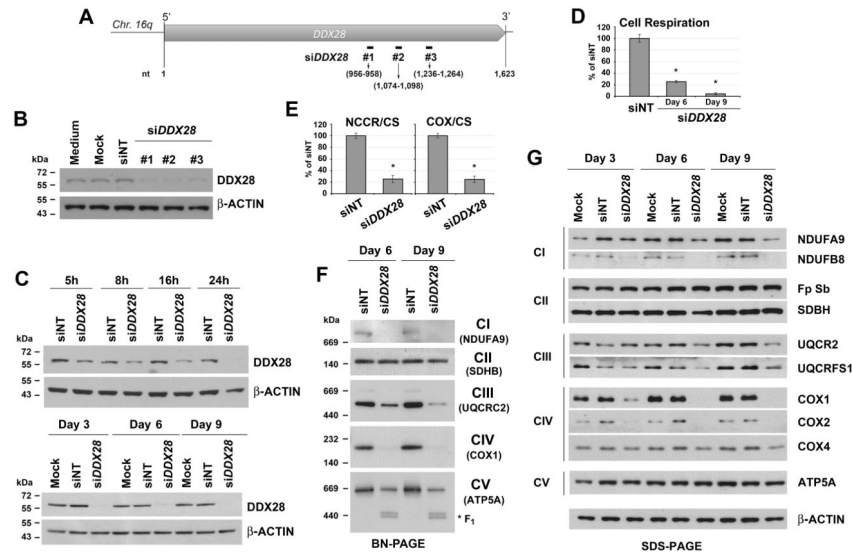 A
Chr. 16q
5'
3'
DDX28
siDDX28 #1 #2 #3
nt 1 (956-958) (1,236-1,264) 1,623
(1,074-1,098)
B
Medium
Mock
siNT
siDDX28
#1 #2 #3
kDa
72
55
DDX28
55
43
β-ACTIN
C
5h 8h 16h 24h
siNT siDDX28 siNT siDDX28 siNT siDDX28 siNT siDDX28
kDa
72
55
DDX28
55
43
β-ACTIN
Day 3 Day 6 Day 9
Mock siNT siDDX28 Mock siNT siDDX28 Mock siNT siDDX28
kDa
72
55
DDX28
55
43
β-ACTIN
D
Cell Respiration
% of siNT
120
100
80
60
40
20
0
* *
siNT Day 6 Day 9
siDDX28
E
NCCR/CS COX/CS
% of siNT
120
100
80
60
40
20
0
* *
siNT siDDX28 siNT siDDX28
F
Day 6 Day 9
siNT siDDX28 siNT siDDX28
kDa
669
CI
(NDUFA9)
140
CII
(SDHB)
669
440
CIII
(UQCRC2)
232
140
CIV
(COX1)
669
440
CV
(ATP5A)
* F1
BN-PAGE
G
Day 3 Day 6 Day 9
Mock siNT siDDX28 Mock siNT siDDX28 Mock siNT siDDX28
CI
NDUFA9
NDUFB8
CII
Fp Sb
SDBH
CIII
UQCR2
UQCRFS1
CIV
COX1
COX2
COX4
CV
ATP5A
β-ACTIN
SDS-PAGE